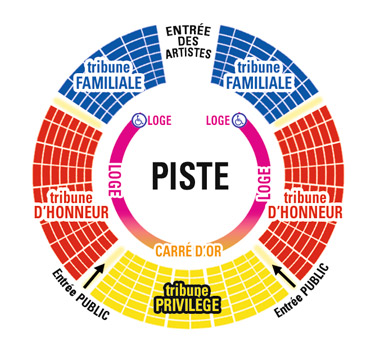 ENTRÉE
DES
ARTISTES
tribune
FAMILIALE
tribune
FAMILIALE
LOGE
LOGE
LOGE
PISTE
LOGE
tribune
D'HONNEUR
tribune
D'HONNEUR
CARRÉ D'OR
Entrée PUBLIC
tribune
PRIVILÈGE
Entrée PUBLIC